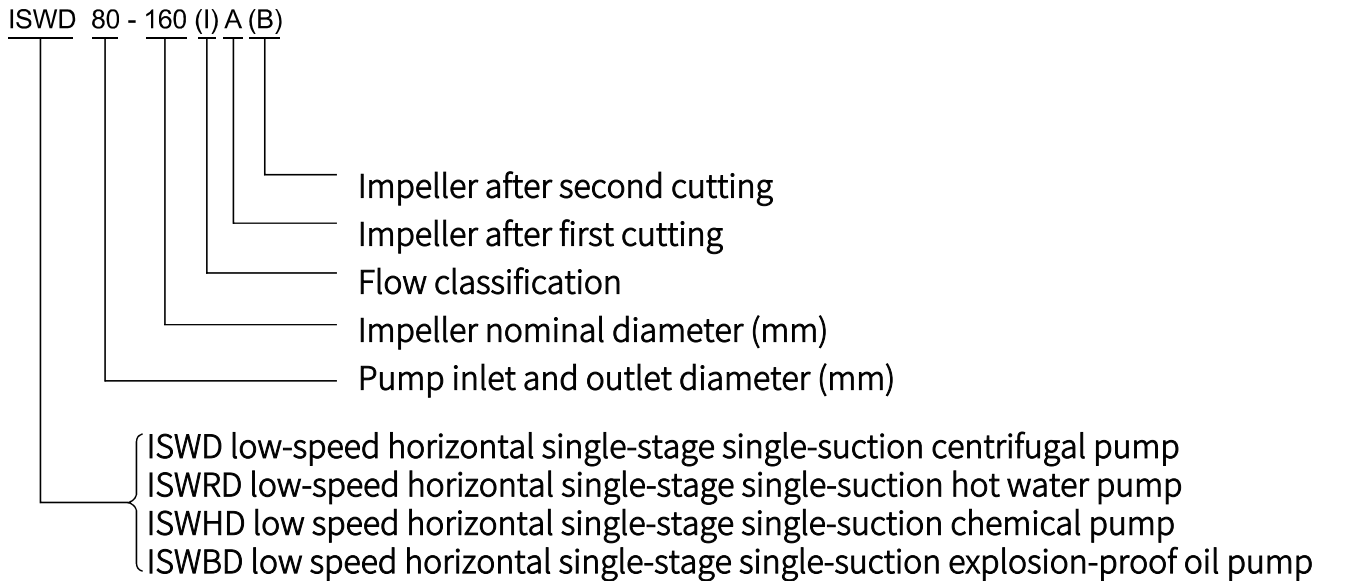 ISWD 80 - 160 (I) A (B)
Impeller after second cutting
Impeller after first cutting
Flow classification
Impeller nominal diameter (mm)
Pump inlet and outlet diameter (mm)
ISWD low-speed horizontal single-stage single-suction centrifugal pump
ISWRD low-speed horizontal single-stage single-suction hot water pump
ISWHD low speed horizontal single-stage single-suction chemical pump
ISWBD low speed horizontal single-stage single-suction explosion-proof oil pump